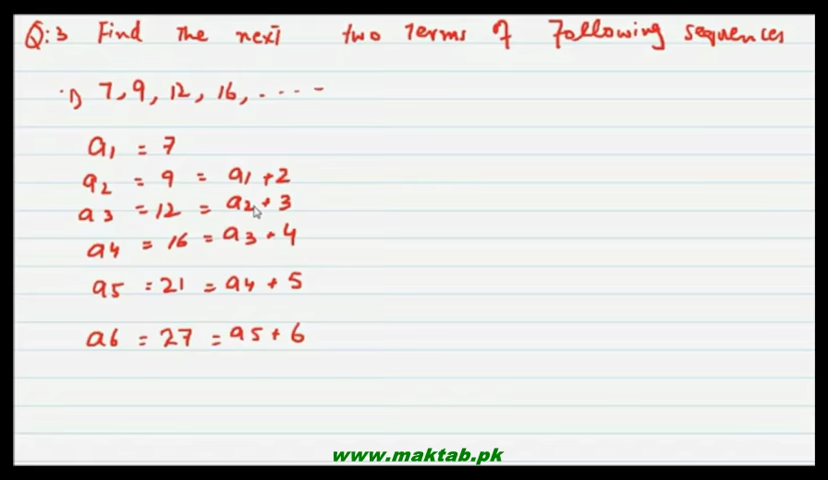 Q:3 Find The next two Terms of Following sequences
i) 7, 9, 12, 16, .....
a1 = 7
a2 = 9 = a1 + 2
a3 = 12 = a2 + 3
a4 = 16 = a3 + 4
a5 = 21 = a4 + 5
a6 = 27 = a5 + 6
www.maktab.pk